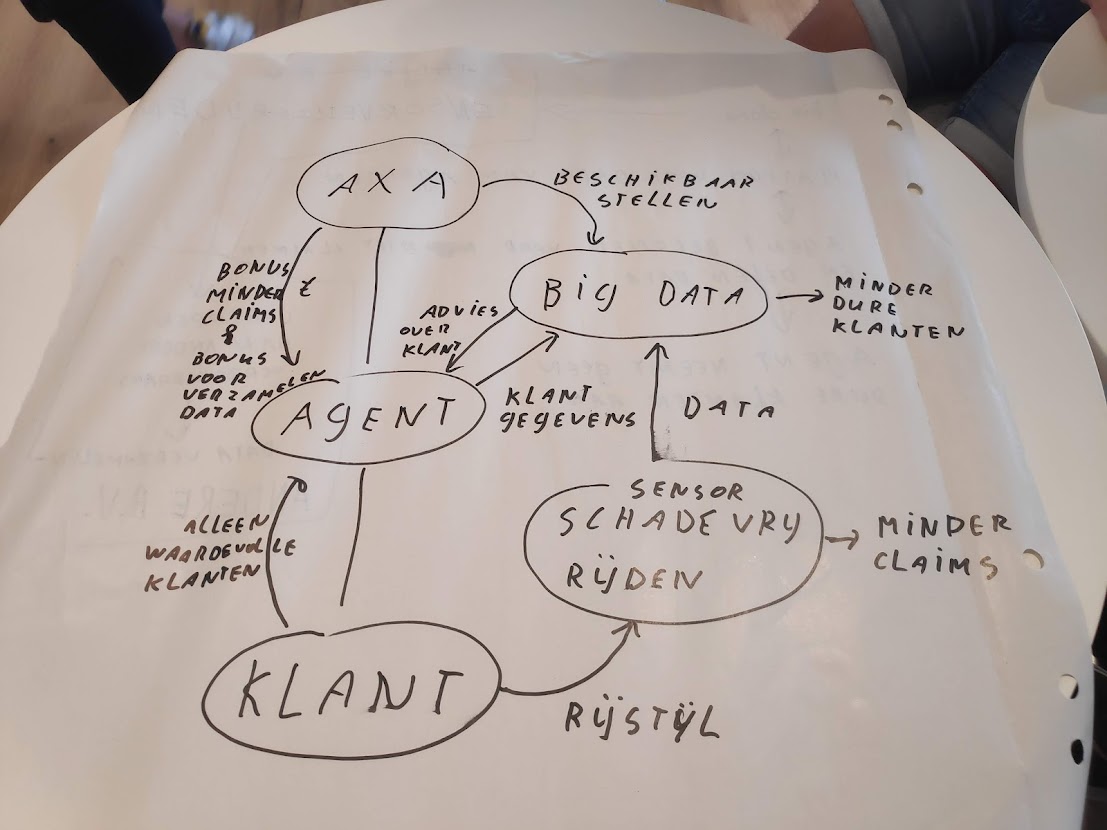 AXA
BESCHIKBAAR
STELLEN
BONUS
MINDER
CLAIMS
&
BONUS
VOOR
VERZAMELEN
DATA
ADVIES
OVER
KLANT
BIG DATA
MINDER
DURE
KLANTEN
AGENT
KLANT
GEGEVENS
DATA
ALLEEN
WAARDEVOLLE
KLANTEN
SENSOR
SCHADEVRY
RIJDEN
MINDER
CLAIMS
KLANT
RIJSTIJL